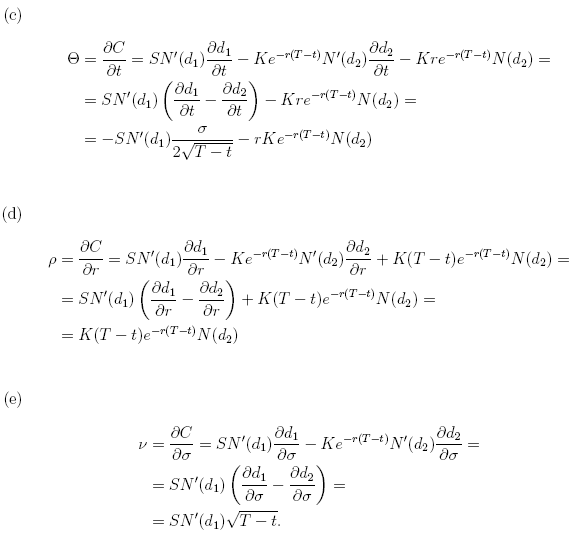 (c)
Θ = ∂C/∂t = SN′(d₁) ∂d₁/∂t − Ke^{−r(T−t)}N′(d₂) ∂d₂/∂t − Kre^{−r(T−t)}N(d₂) =
= SN′(d₁) (∂d₁/∂t − ∂d₂/∂t) − Kre^{−r(T−t)}N(d₂) =
= −SN′(d₁) σ/(2√(T − t)) − rKe^{−r(T−t)}N(d₂)
(d)
ρ = ∂C/∂r = SN′(d₁) ∂d₁/∂r − Ke^{−r(T−t)}N′(d₂) ∂d₂/∂r + K(T − t)e^{−r(T−t)}N(d₂) =
= SN′(d₁) (∂d₁/∂r − ∂d₂/∂r) + K(T − t)e^{−r(T−t)}N(d₂) =
= K(T − t)e^{−r(T−t)}N(d₂)
(e)
ν = ∂C/∂σ = SN′(d₁) ∂d₁/∂σ − Ke^{−r(T−t)}N′(d₂) ∂d₂/∂σ =
= SN′(d₁) (∂d₁/∂σ − ∂d₂/∂σ) =
= SN′(d₁)√(T − t).